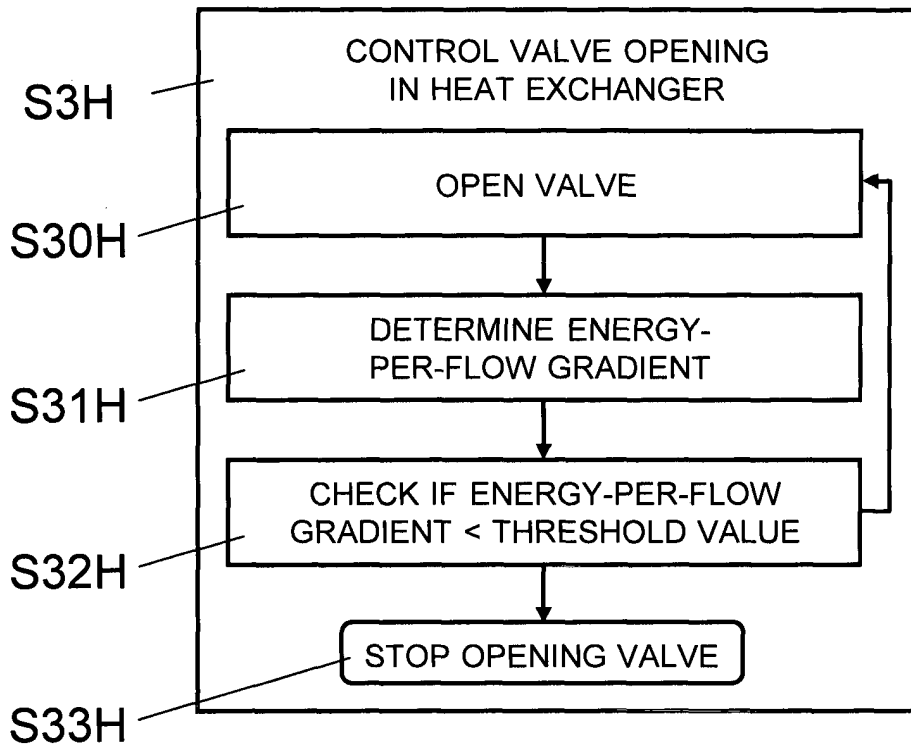 CONTROL VALVE OPENING
IN HEAT EXCHANGER
S3H
OPEN VALVE
S30H
DETERMINE ENERGY-
PER-FLOW GRADIENT
S31H
CHECK IF ENERGY-PER-FLOW
GRADIENT < THRESHOLD VALUE
S32H
STOP OPENING VALVE
S33H